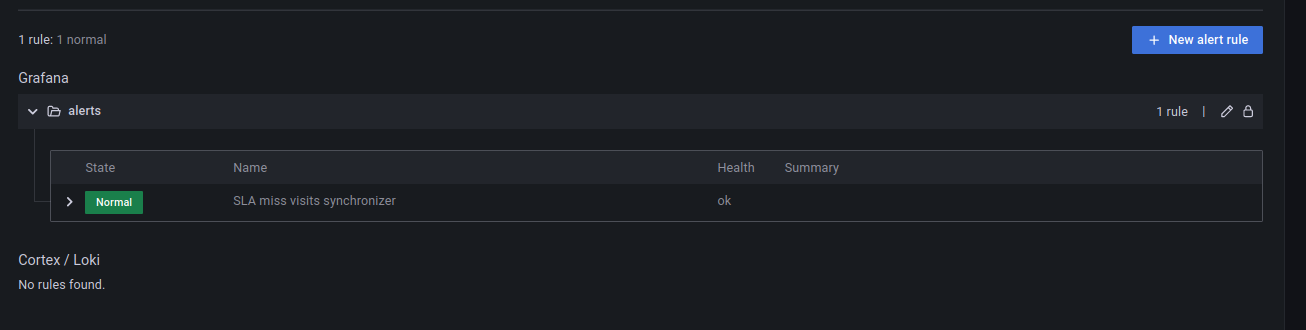 1 rule: 1 normal
+ New alert rule
Grafana
alerts
1 rule |
State Name Health Summary
Normal SLA miss visits synchronizer ok
Cortex / Loki
No rules found.